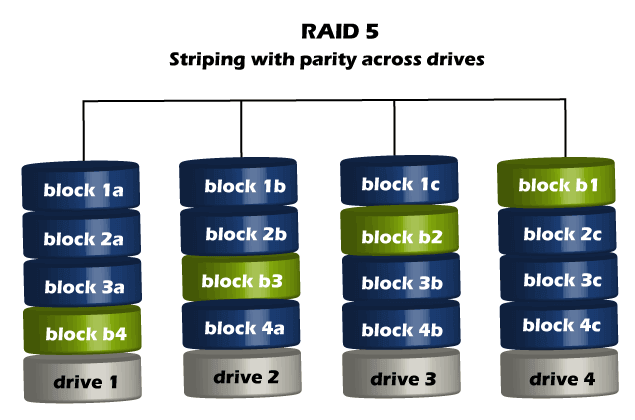 RAID 5
Striping with parity across drives
block 1a
block 2a
block 3a
block b4
drive 1
block 1b
block 2b
block b3
block 4a
drive 2
block 1c
block b2
block 3b
block 4b
drive 3
block b1
block 2c
block 3c
block 4c
drive 4